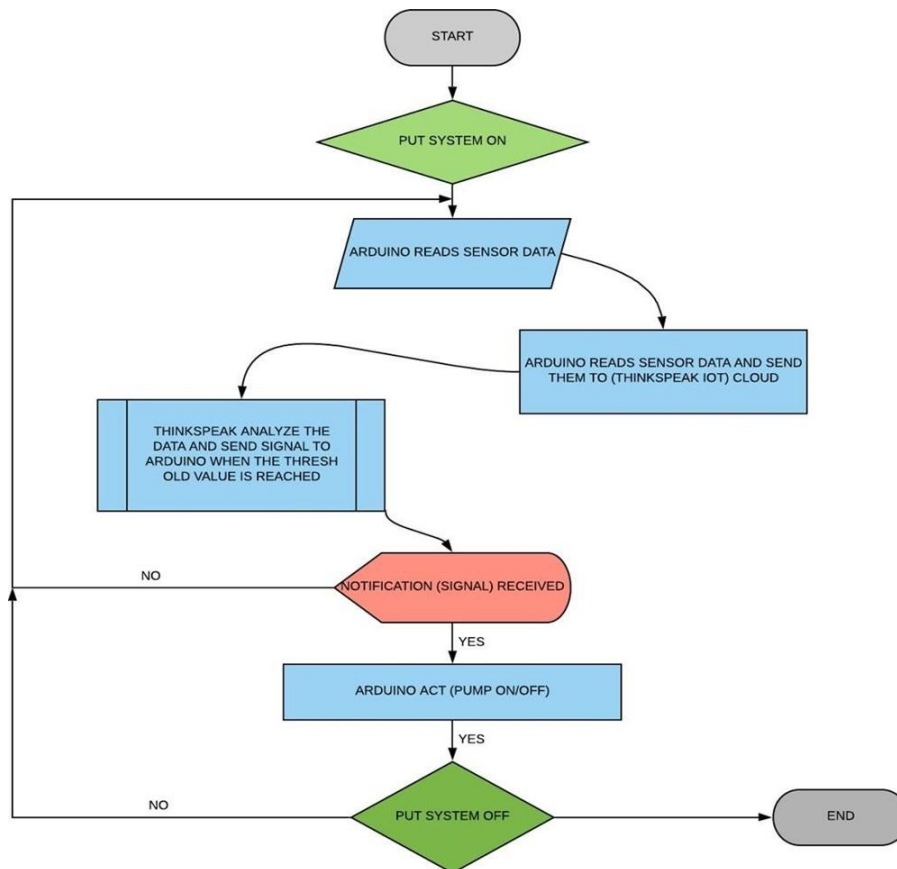 START
PUT SYSTEM ON
ARDUINO READS SENSOR DATA
ARDUINO READS SENSOR DATA AND SEND
THEM TO (THINKSPEAK IOT) CLOUD
THINKSPEAK ANALYZE THE
DATA AND SEND SIGNAL TO
ARDUINO WHEN THE THRESH
OLD VALUE IS REACHED
NO
NOTIFICATION (SIGNAL) RECEIVED
YES
ARDUINO ACT (PUMP ON/OFF)
YES
NO
PUT SYSTEM OFF
END